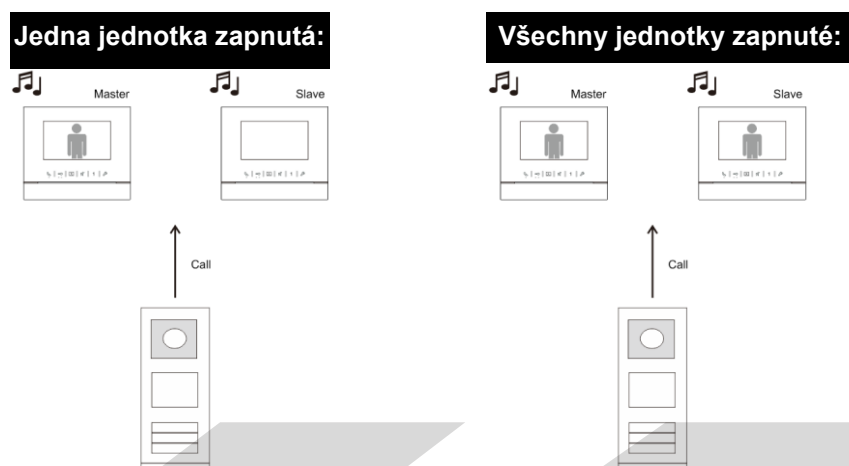 Jedna jednotka zapnutá:
Master
Slave
Call
Všechny jednotky zapnuté:
Master
Slave
Call